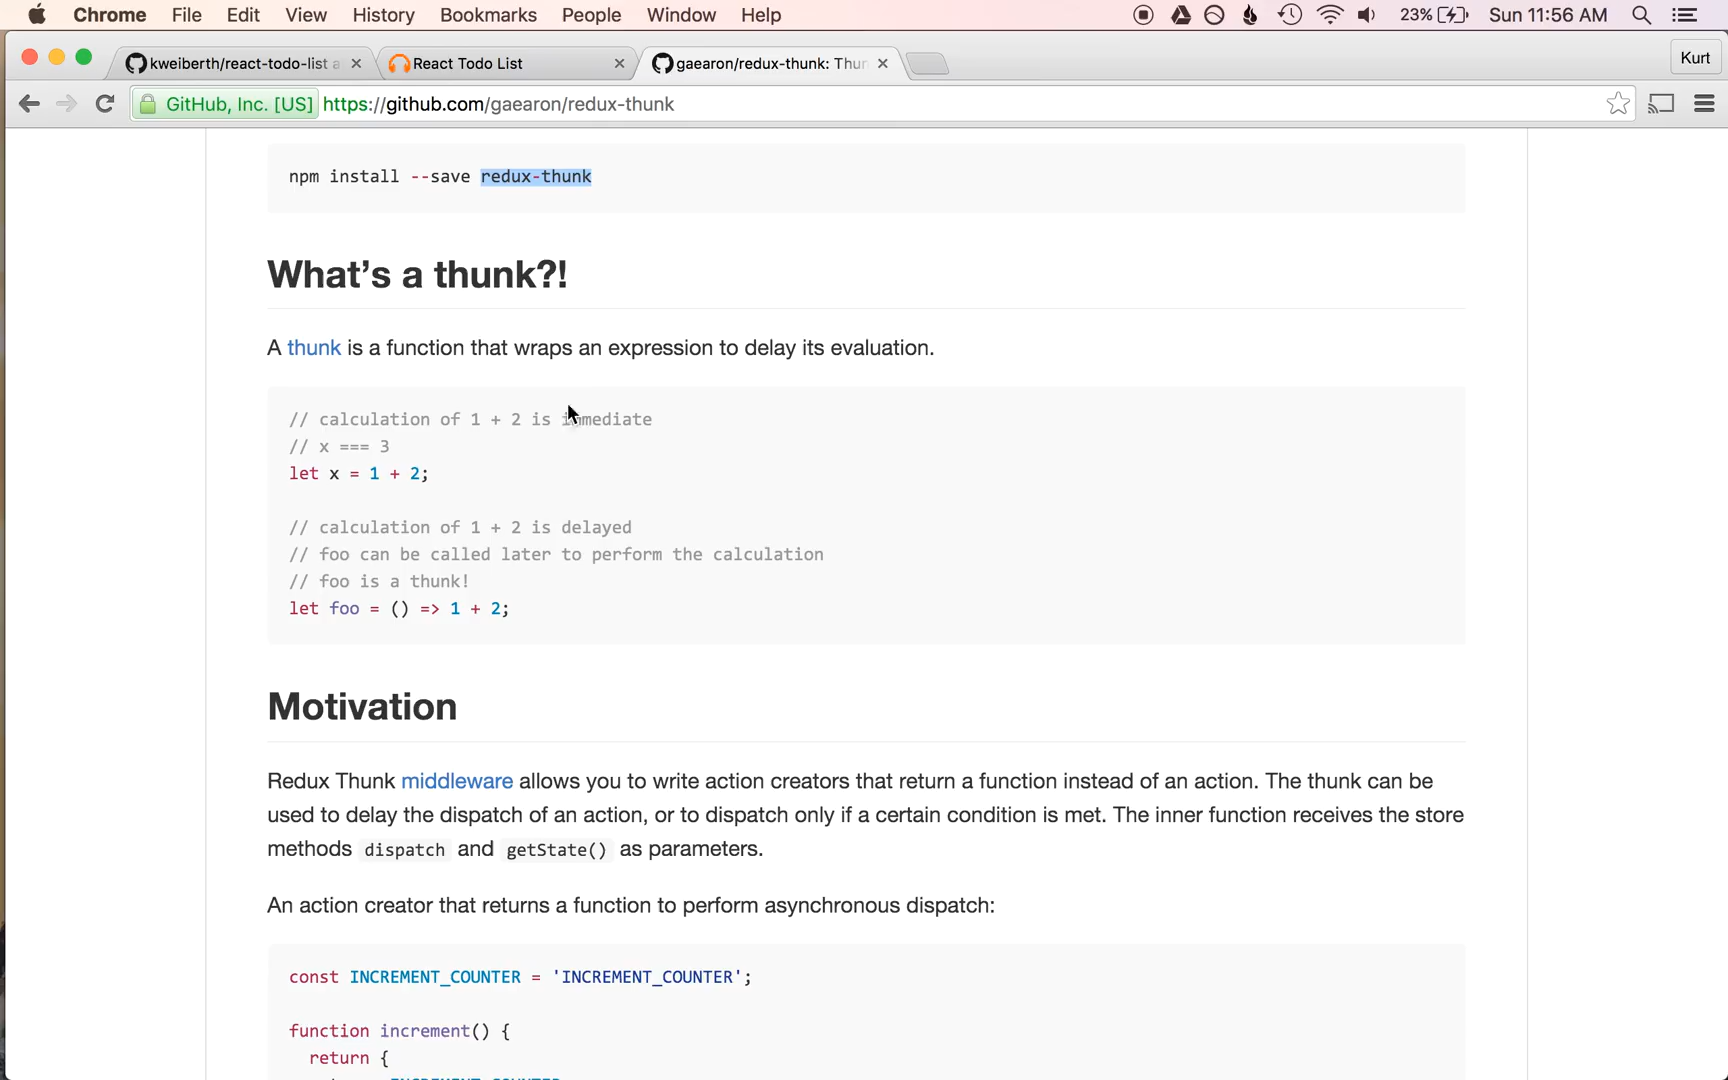 Chrome File Edit View History Bookmarks People Window Help 23% Sun 11:56 AM
kweiberth/react-todo-list a React Todo List gaearon/redux-thunk: Thun Kurt
GitHub, Inc. [US] https://github.com/gaearon/redux-thunk
npm install --save redux-thunk
What's a thunk?!
A thunk is a function that wraps an expression to delay its evaluation.
// calculation of 1 + 2 is immediate
// x === 3
let x = 1 + 2;
// calculation of 1 + 2 is delayed
// foo can be called later to perform the calculation
// foo is a thunk!
let foo = () => 1 + 2;
Motivation
Redux Thunk middleware allows you to write action creators that return a function instead of an action. The thunk can be
used to delay the dispatch of an action, or to dispatch only if a certain condition is met. The inner function receives the store
methods dispatch and getState() as parameters.
An action creator that returns a function to perform asynchronous dispatch:
const INCREMENT_COUNTER = 'INCREMENT_COUNTER';
function increment() {
return {